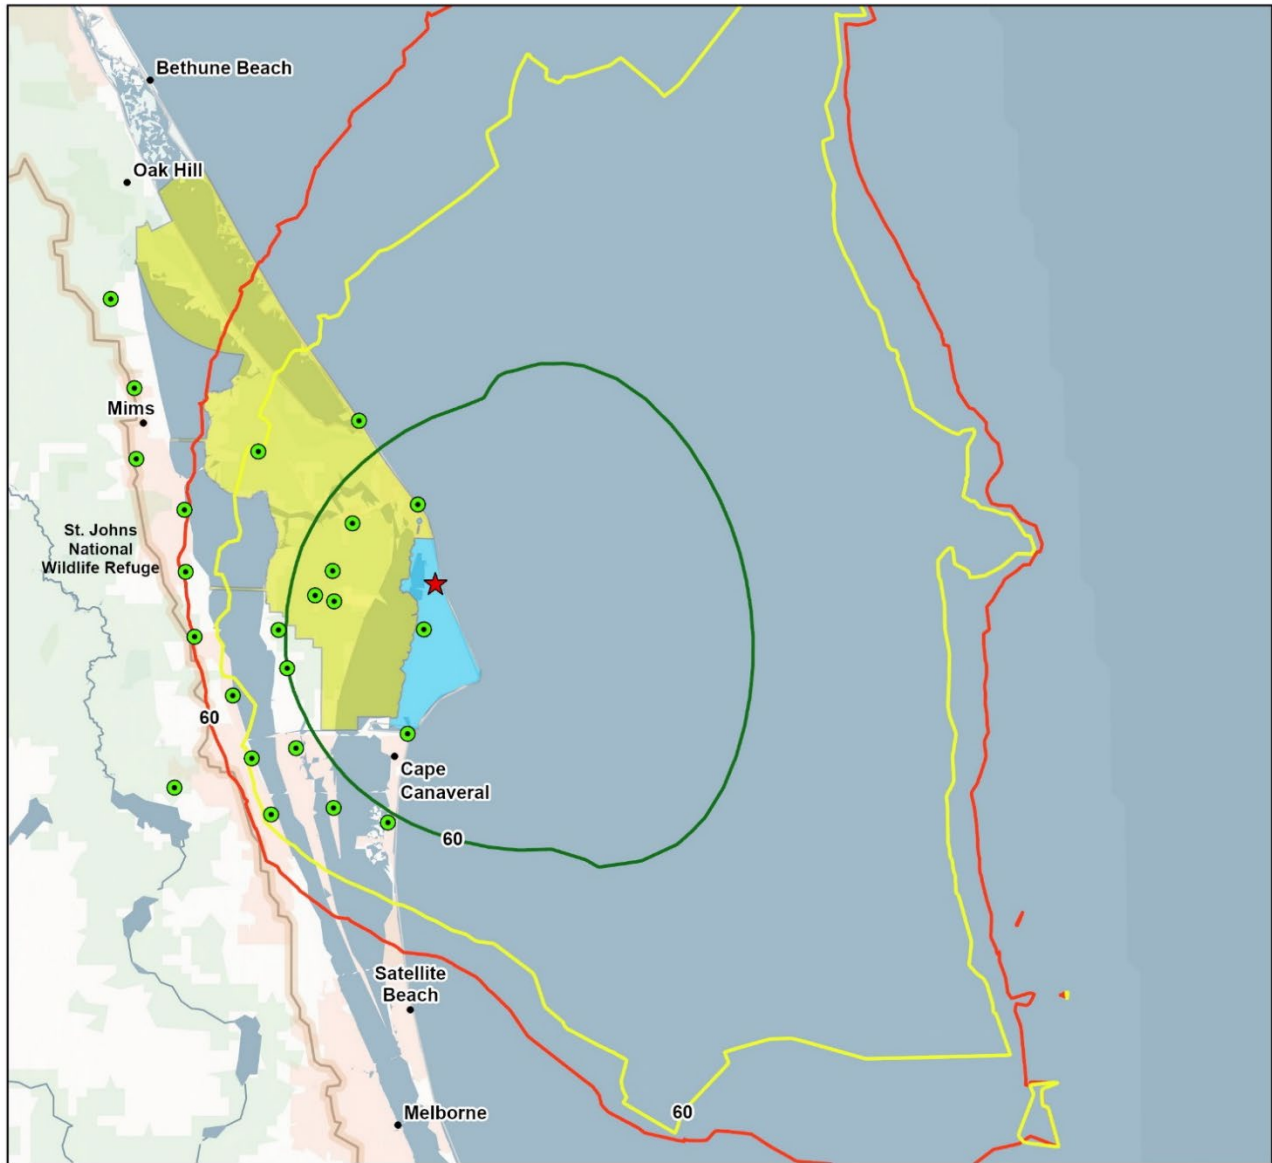 Bethune Beach
Oak Hill
Mims
St. Johns
National
Wildlife Refuge
60
Cape
Canaveral
60
Satellite
Beach
60
Melborne